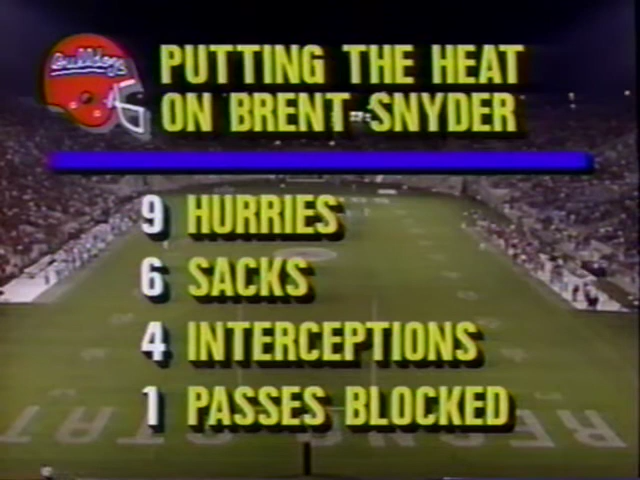 Bulldogs
PUTTING THE HEAT
ON BRENT SNYDER
9 HURRIES
6 SACKS
4 INTERCEPTIONS
1 PASSES BLOCKED